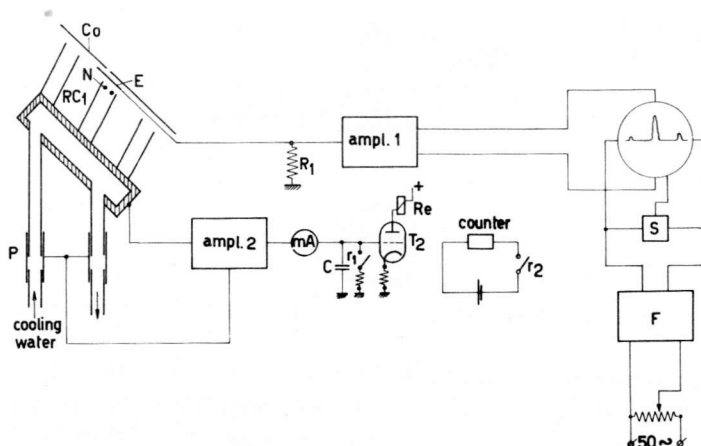 Co
N
E
RC1
R1
ampl. 1
+
Re
T2
P
ampl. 2
mA
C
r1
counter
r2
S
F
cooling
water
50~